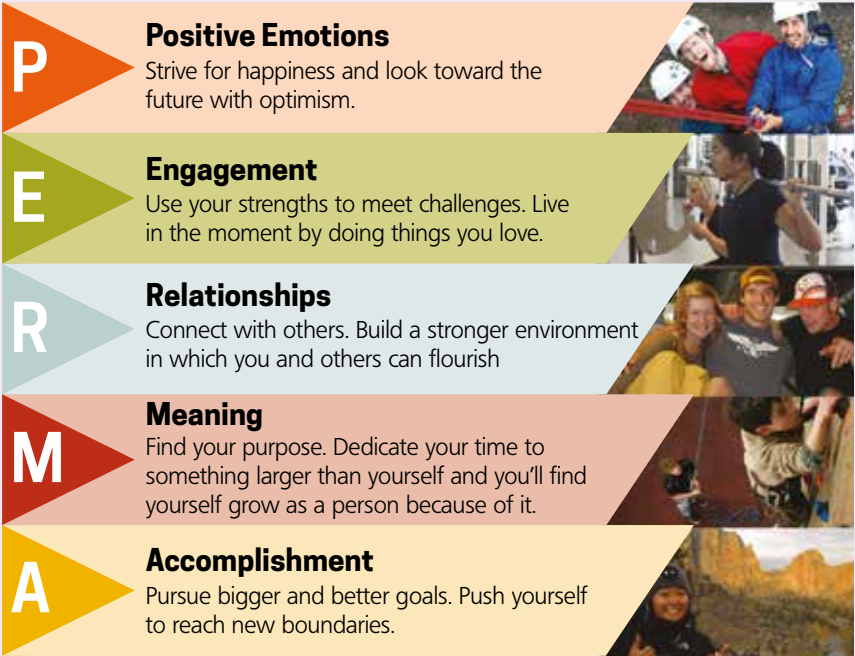 P
Positive Emotions
Strive for happiness and look toward the
future with optimism.
E
Engagement
Use your strengths to meet challenges. Live
in the moment by doing things you love.
R
Relationships
Connect with others. Build a stronger environment
in which you and others can flourish
M
Meaning
Find your purpose. Dedicate your time to
something larger than yourself and you’ll find
yourself grow as a person because of it.
A
Accomplishment
Pursue bigger and better goals. Push yourself
to reach new boundaries.